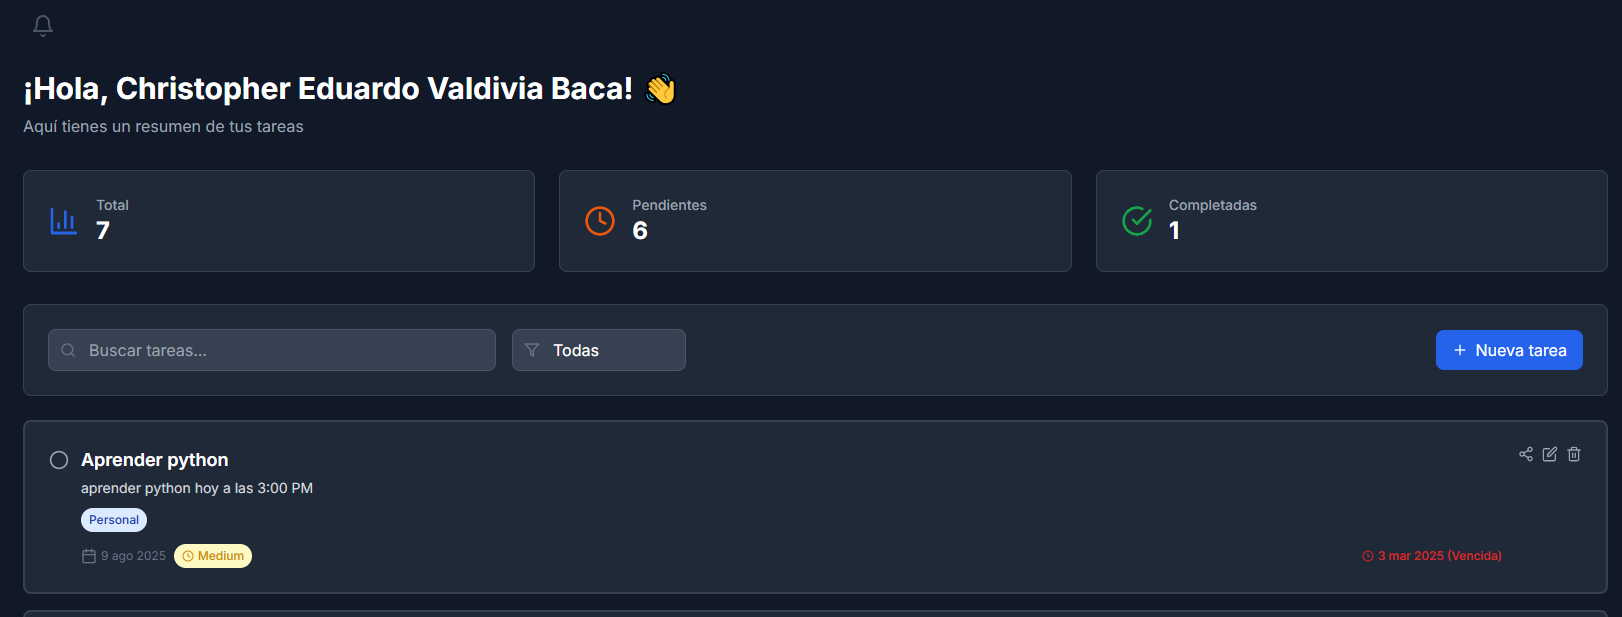 ¡Hola, Christopher Eduardo Valdivia Baca! 👋
Aquí tienes un resumen de tus tareas
Total
7
Pendientes
6
Completadas
1
Buscar tareas...
Todas
+ Nueva tarea
Aprender python
aprender python hoy a las 3:00 PM
Personal
9 ago 2025
Medium
3 mar 2025 (Vencida)